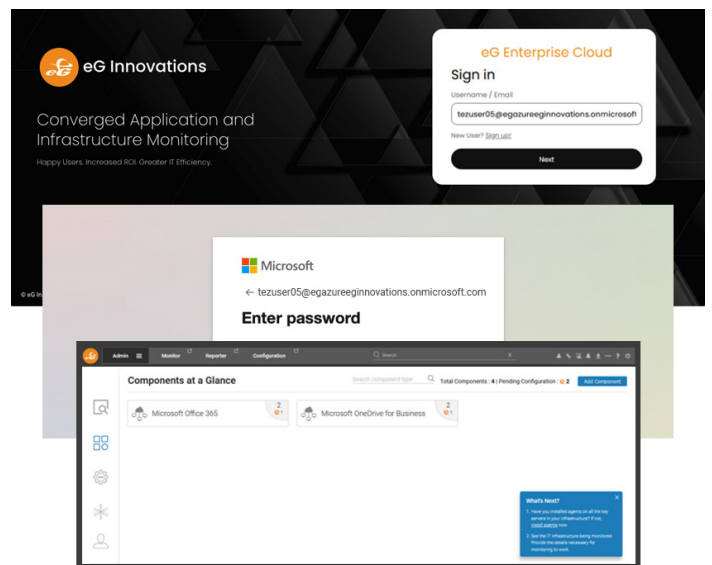 eG Innovations
Converged Application and
Infrastructure Monitoring
Happy Users. Increased ROI. Greater IT Efficiency.
eG Enterprise Cloud
Sign in
Username / Email
tezuser05@egazureeginnovations.onmicrosoft
New User? Sign up!
Next
© eG In
Microsoft
← tezuser05@egazureeginnovations.onmicrosoft.com
Enter password
eG Admin Monitor Reporter Configuration Search
Components at a Glance
Search component type
Total Components : 4 | Pending Configuration : 2
Add Component
Microsoft Office 365 2 1
Microsoft OneDrive for Business 2 1
What's Next?
1. Have you installed agents on all the key
servers in your infrastructure? If not,
install agents now.
2. See the IT infrastructure being monitored.
Provide the details necessary for
monitoring to work.